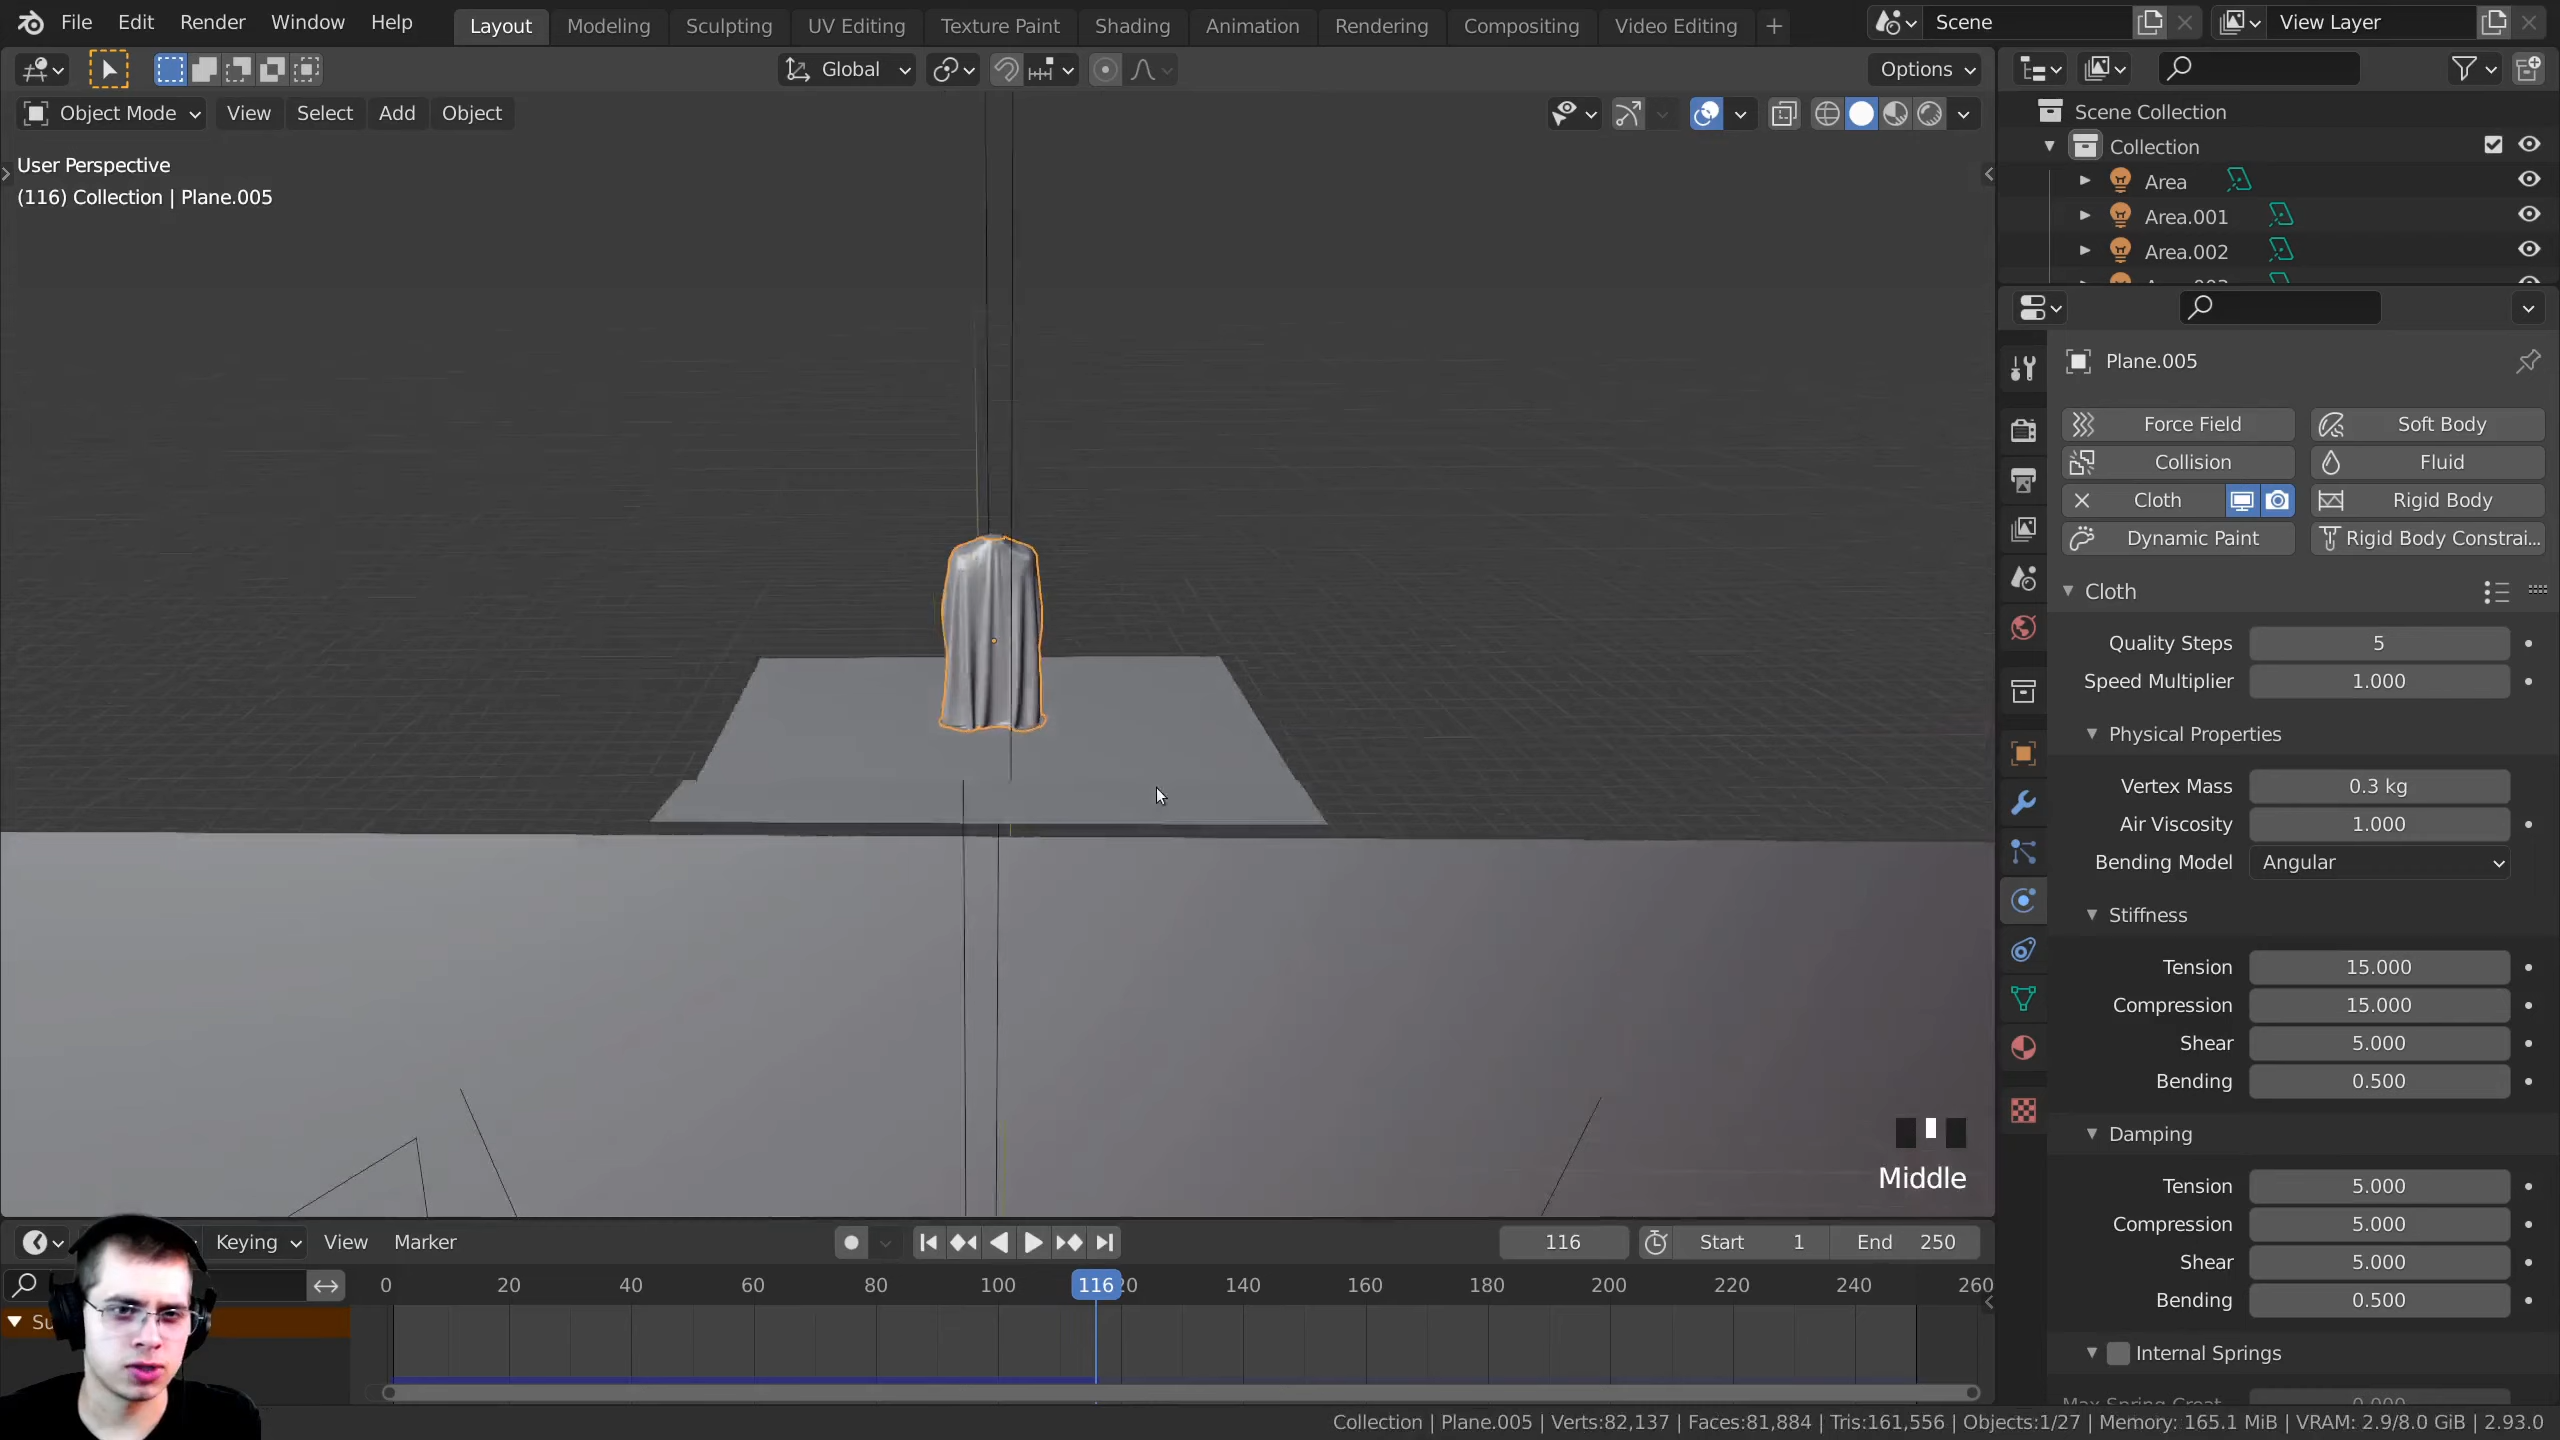 File Edit Render Window Help Layout Modeling Sculpting UV Editing Texture Paint Shading Animation Rendering Compositing Video Editing + Scene View Layer
Global Options
Object Mode View Select Add Object
Scene Collection
Collection
User Perspective
Area
(116) Collection | Plane.005
Area.001
Area.002
Plane.005
Force Field Soft Body
Collision Fluid
Cloth Rigid Body
Dynamic Paint Rigid Body Constrai...
Cloth
Quality Steps 5
Speed Multiplier 1.000
Physical Properties
Vertex Mass 0.3 kg
Air Viscosity 1.000
Bending Model Angular
Stiffness
Tension 15.000
Compression 15.000
Shear 5.000
Bending 0.500
Damping
Middle
Tension 5.000
Compression 5.000
Shear 5.000
Bending 0.500
Internal Springs
Keying View Marker 116 Start 1 End 250
0 20 40 60 80 100 116 140 160 180 200 220 240 260
Su
Collection | Plane.005 | Verts:82,137 | Faces:81,884 | Tris:161,556 | Objects:1/27 | Memory: 165.1 MiB | VRAM: 2.9/8.0 GiB | 2.93.0